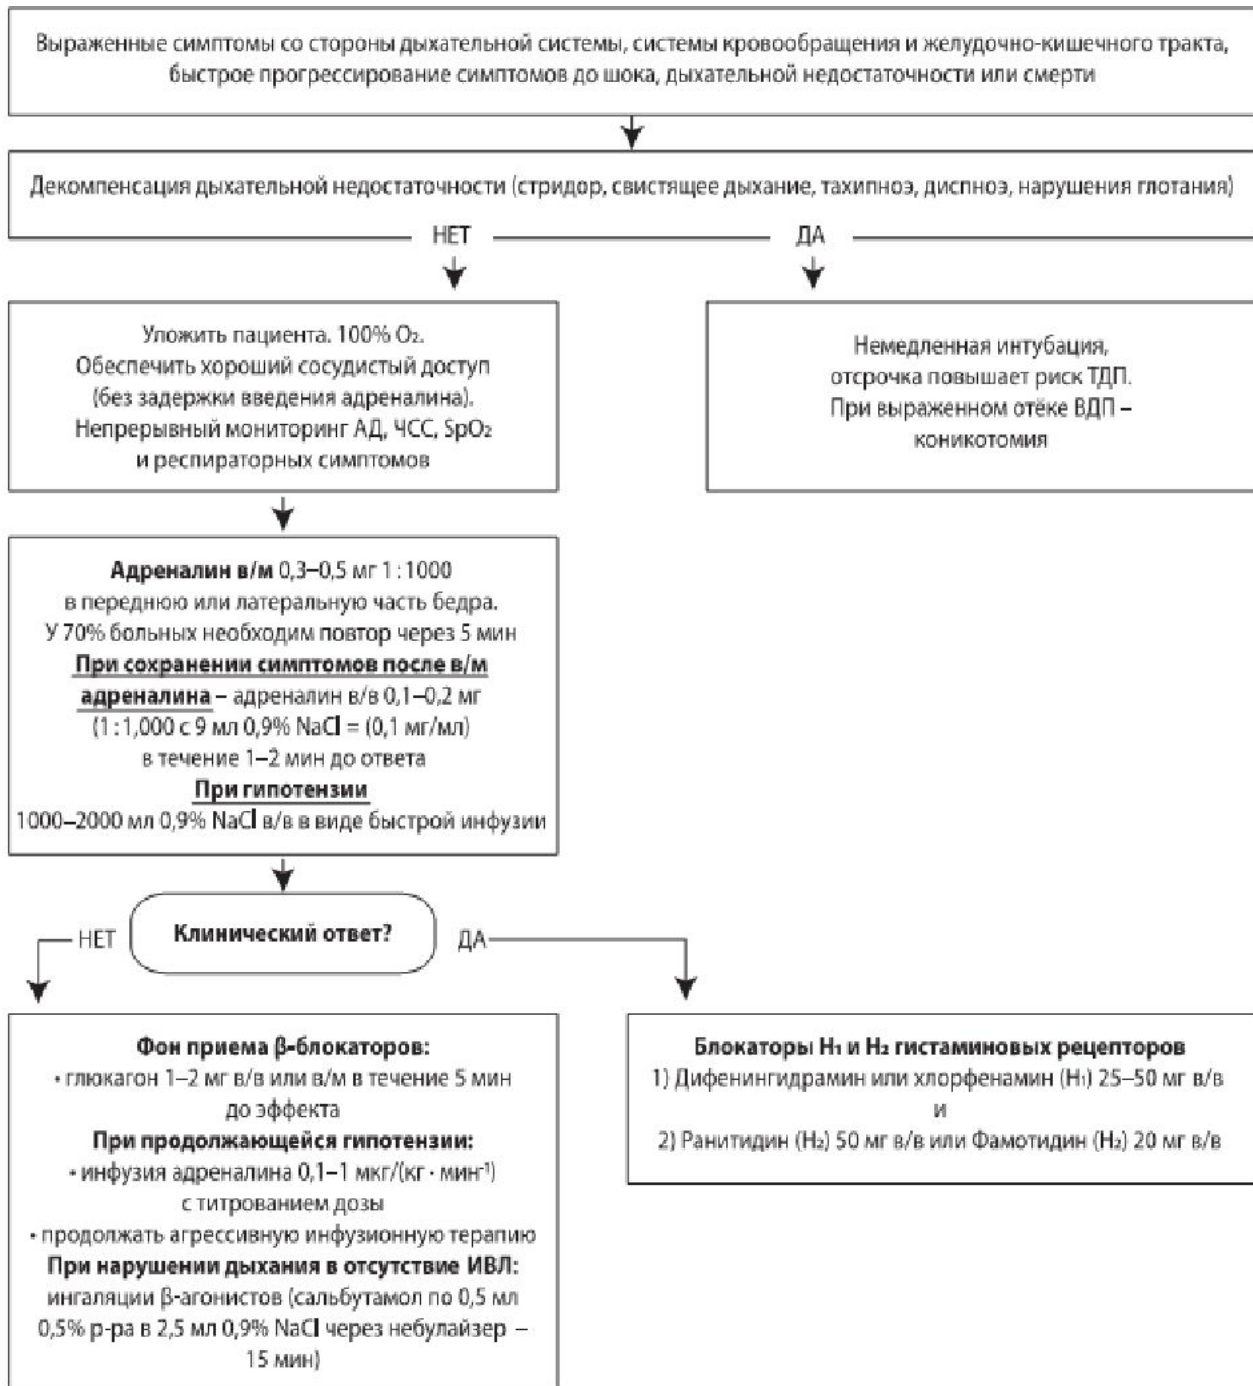 Выраженные симптомы со стороны дыхательной системы, системы кровообращения и желудочно-кишечного тракта,
быстрое прогрессирование симптомов до шока, дыхательной недостаточности или смерти
Декомпенсация дыхательной недостаточности (стридор, свистящее дыхание, тахипноэ, диспноэ, нарушения глотания)
НЕТ
ДА
Уложить пациента. 100% O₂.
Обеспечить хороший сосудистый доступ
(без задержки введения адреналина).
Непрерывный мониторинг АД, ЧСС, SpO₂
и респираторных симптомов
Немедленная интубация,
отсрочка повышает риск ТДП.
При выраженном отёке ВДП –
коникотомия
Адреналин в/м 0,3–0,5 мг 1:1000
в переднюю или латеральную часть бедра.
У 70% больных необходим повтор через 5 мин
При сохранении симптомов после в/м
адреналина – адреналин в/в 0,1–0,2 мг
(1:1,000 с 9 мл 0,9% NaCl = (0,1 мг/мл)
в течение 1–2 мин до ответа
При гипотензии
1000–2000 мл 0,9% NaCl в/в в виде быстрой инфузии
Клинический ответ?
НЕТ
ДА
Фон приема β-блокаторов:
• глюкагон 1–2 мг в/в или в/м в течение 5 мин
до эффекта
При продолжающейся гипотензии:
• инфузия адреналина 0,1–1 мкг/(кг · мин⁻¹)
с титрованием дозы
• продолжать агрессивную инфузионную терапию
При нарушении дыхания в отсутствие ИВЛ:
ингаляции β-агонистов (сальбутамол по 0,5 мл
0,5% р-ра в 2,5 мл 0,9% NaCl через небулайзер –
15 мин)
Блокаторы H₁ и H₂ гистаминовых рецепторов
1) Дифенингидрамин или хлорфенамин (H₁) 25–50 мг в/в
и
2) Ранитидин (H₂) 50 мг в/в или Фамотидин (H₂) 20 мг в/в